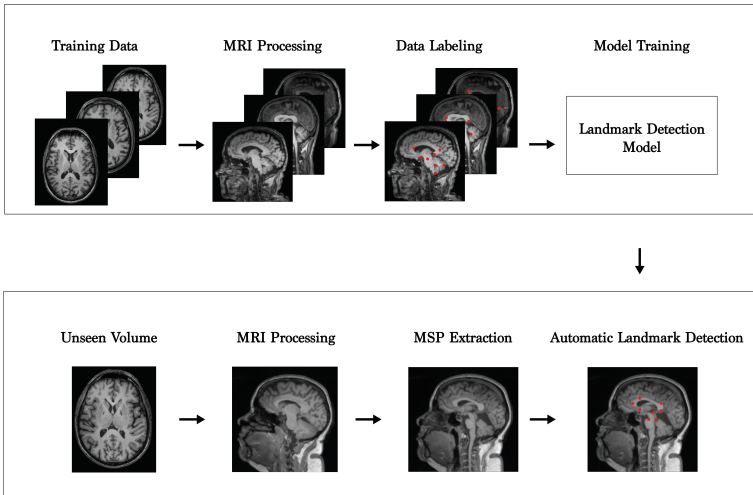 Training Data
MRI Processing
Data Labeling
Model Training
Landmark Detection
Model
Unseen Volume
MRI Processing
MSP Extraction
Automatic Landmark Detection